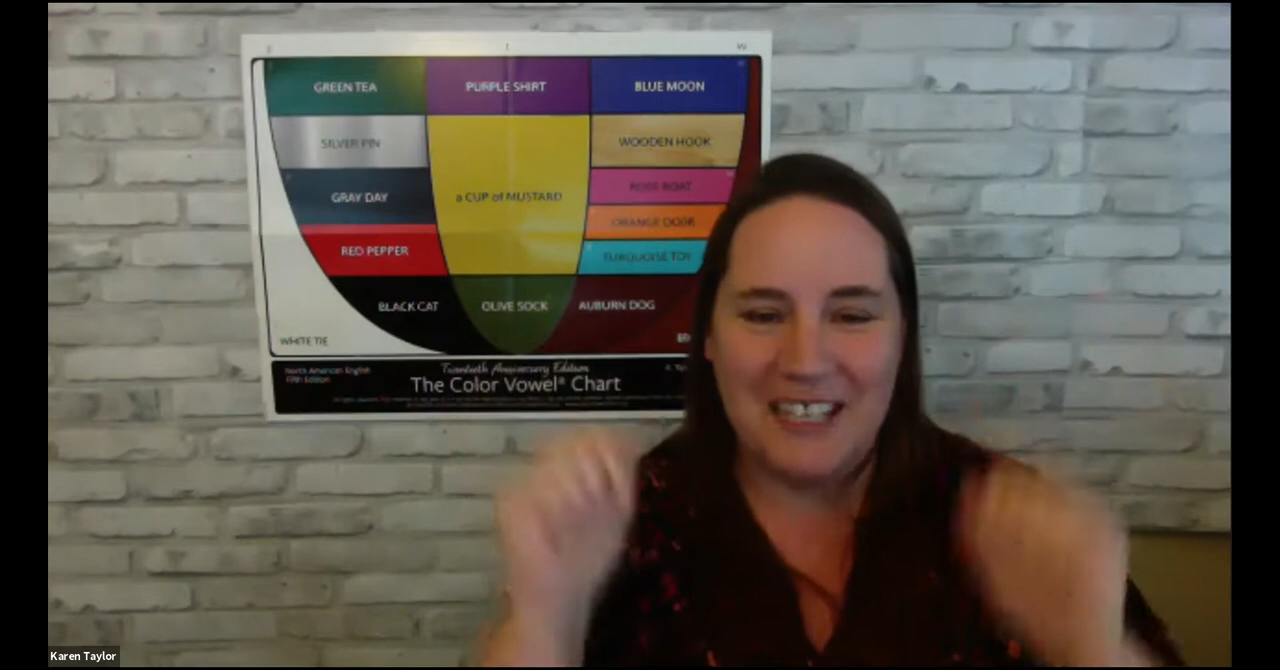 GREEN TEA
PURPLE SHIRT
BLUE MOON
SILVER PIN
WOODEN HOOK
GRAY DAY
a CUP of MUSTARD
ROSE BOAT
ORANGE DOOR
RED PEPPER
TURQUOISE TOY
BLACK CAT
OLIVE SOCK
AUBURN DOG
WHITE TIE
North American English
Fifth Edition
Twentieth Anniversary Edition
The Color Vowel® Chart
Karen Taylor